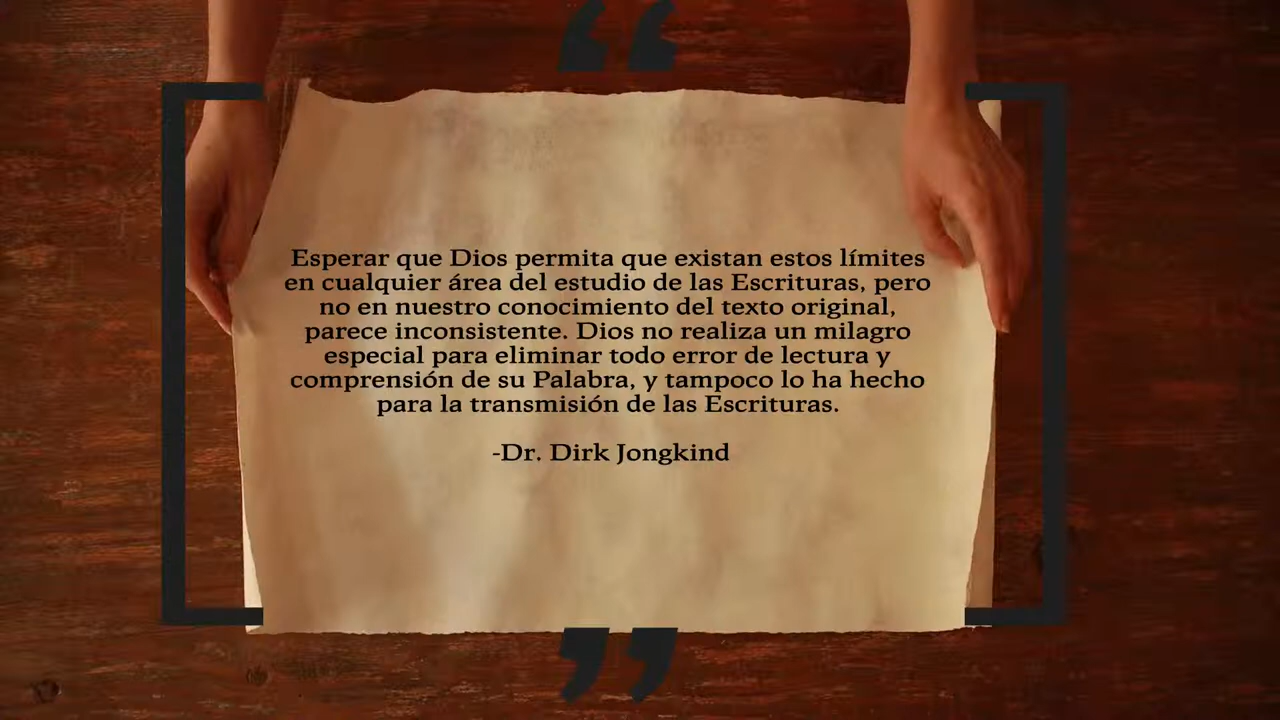 Esperar que Dios permita que existan estos límites
en cualquier área del estudio de las Escrituras, pero
no en nuestro conocimiento del texto original,
parece inconsistente. Dios no realiza un milagro
especial para eliminar todo error de lectura y
comprensión de su Palabra, y tampoco lo ha hecho
para la transmisión de las Escrituras.
-Dr. Dirk Jongkind